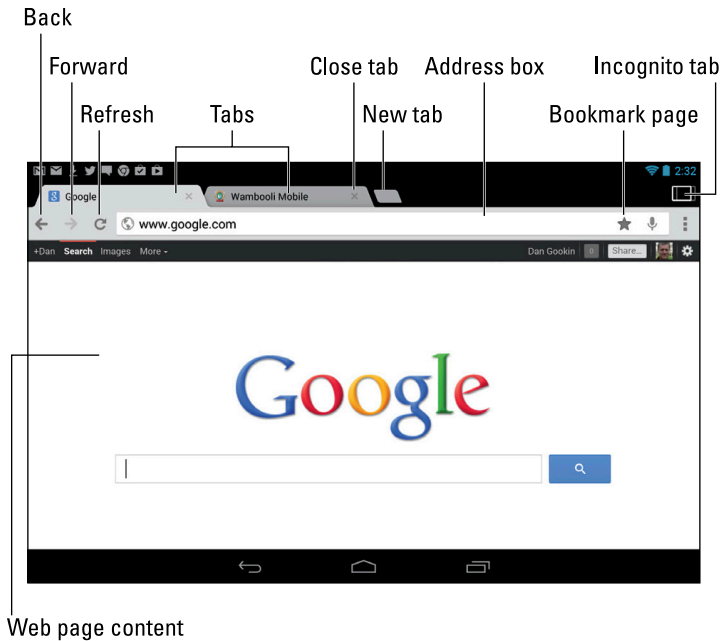 Back
Forward
Close tab
Address box
Incognito tab
Refresh
Tabs
New tab
Bookmark page
2:32
Google
Wambooli Mobile
www.google.com
+Dan Search Images More
Dan Gookin 0 Share...
Google
Web page content